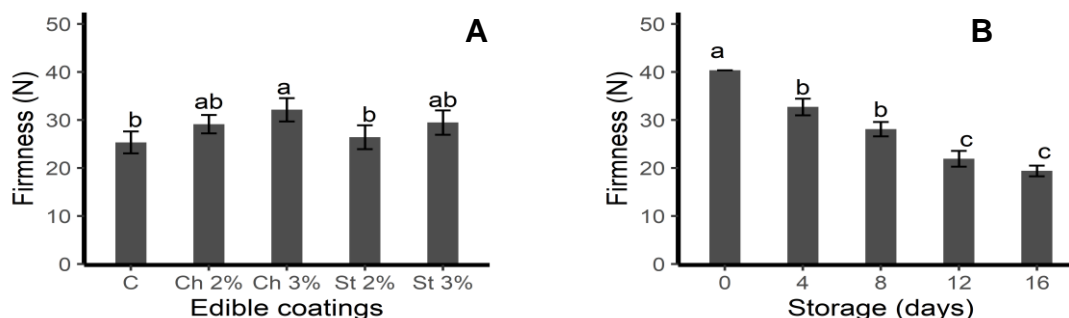 A
Firmness (N)
50
40
30
20
10
0
b
ab
a
b
ab
C Ch 2% Ch 3% St 2% St 3%
Edible coatings
B
Firmness (N)
50
40
30
20
10
0
a
b
b
c
c
0 4 8 12 16
Storage (days)